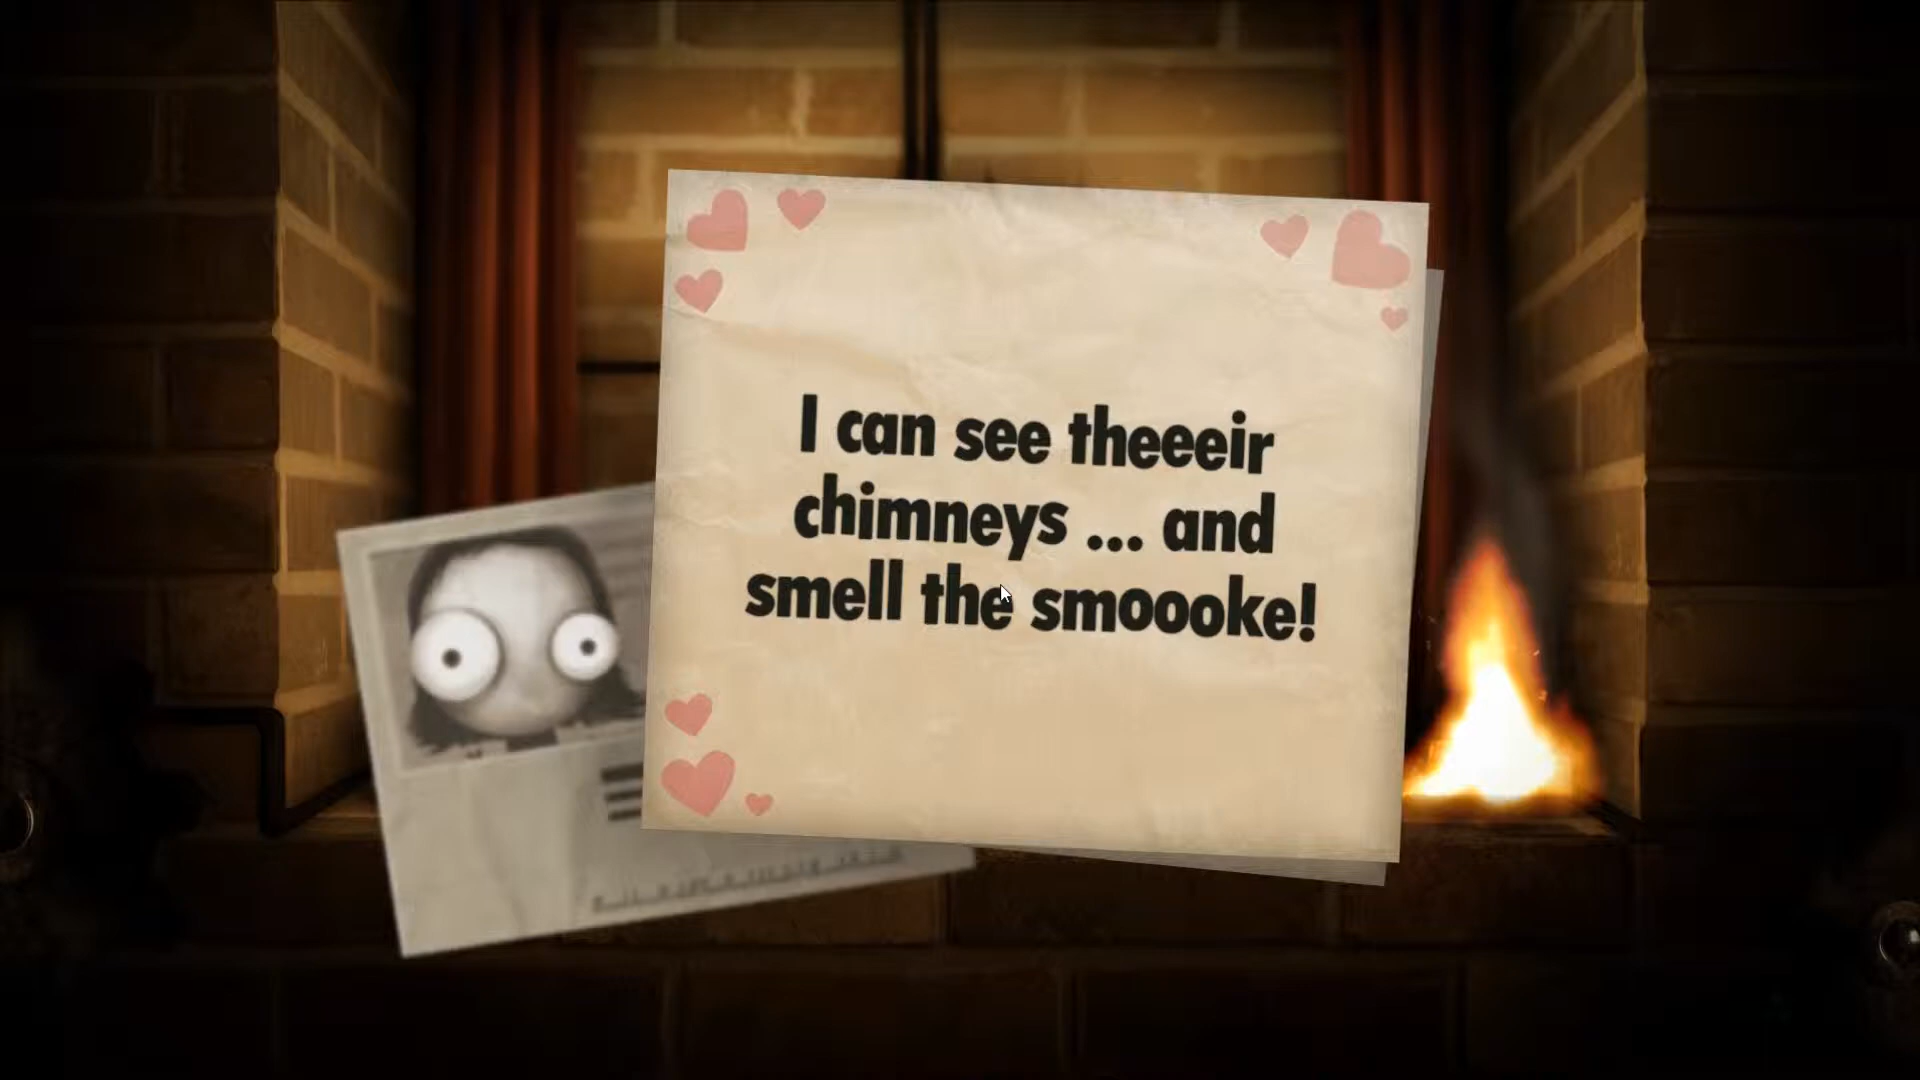 I can see theeeir
chimneys ... and
smell the smoooke!